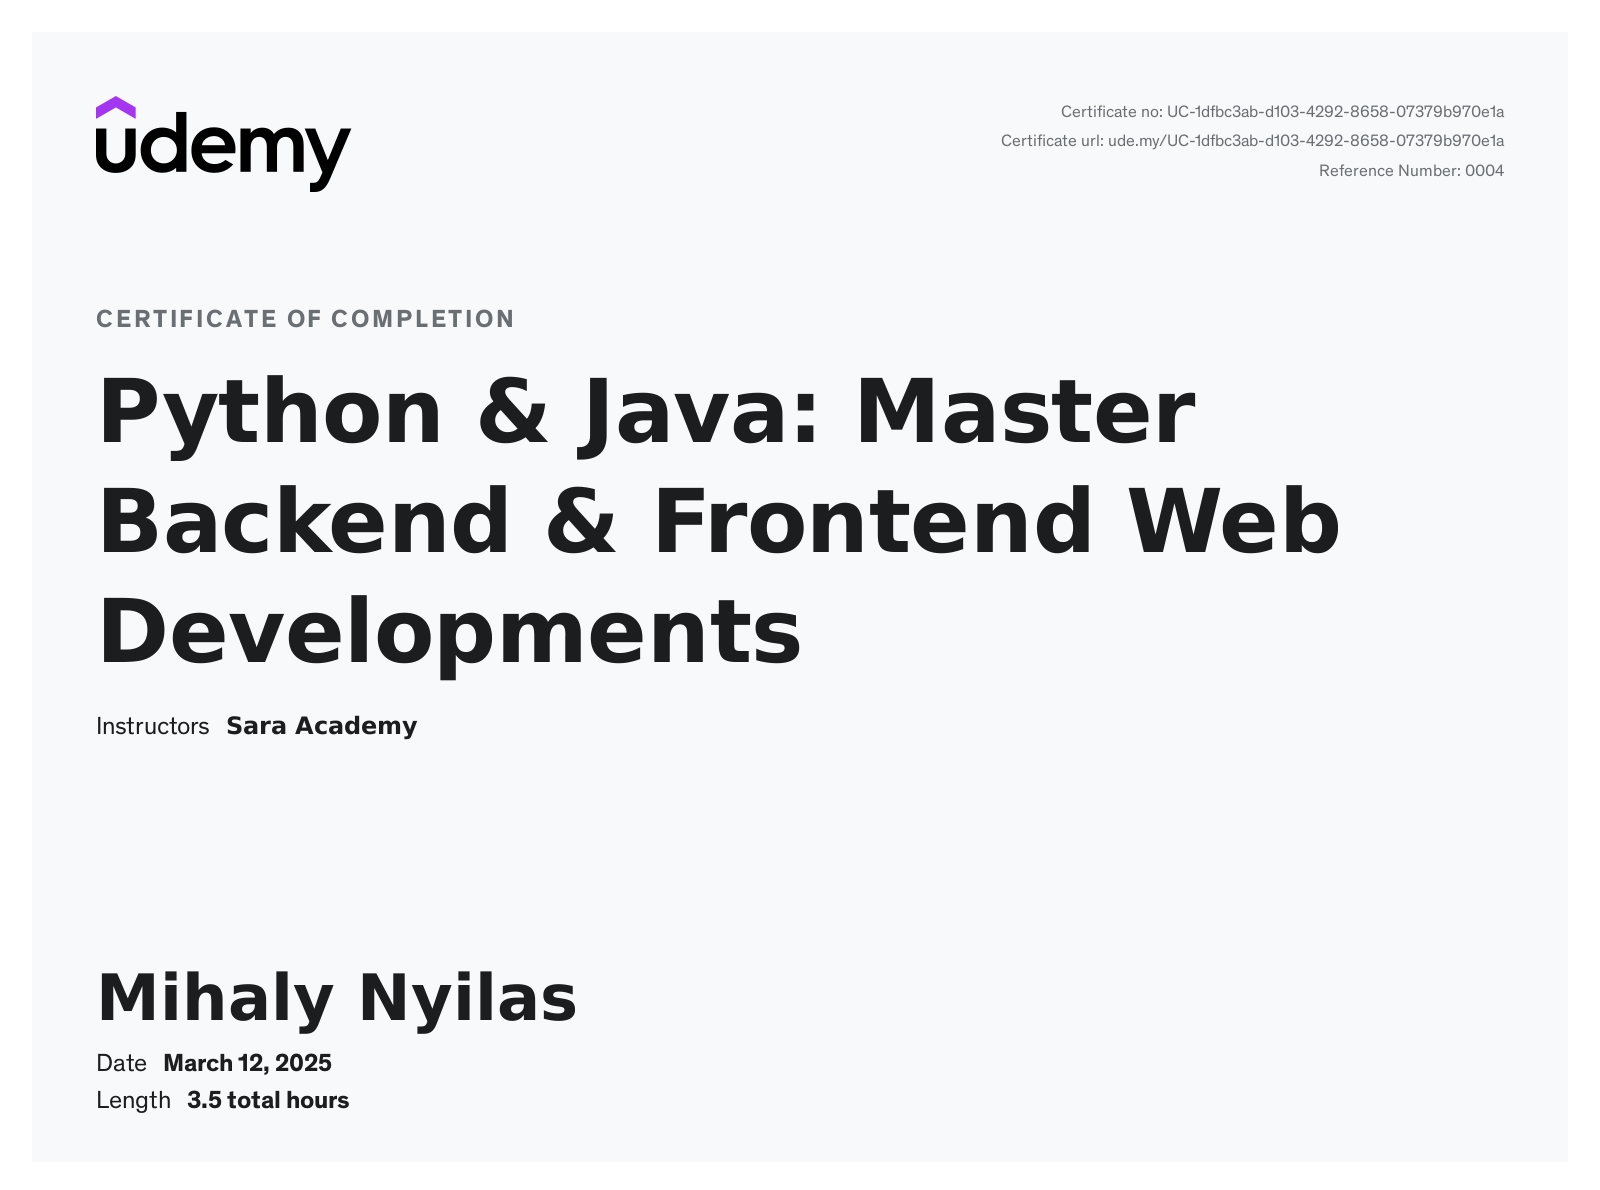 udemy
Certificate no: UC-1dfbc3ab-d103-4292-8658-07379b970e1a
Certificate url: ude.my/UC-1dfbc3ab-d103-4292-8658-07379b970e1a
Reference Number: 0004
CERTIFICATE OF COMPLETION
Python & Java: Master
Backend & Frontend Web
Developments
Instructors Sara Academy
Mihaly Nyilas
Date March 12, 2025
Length 3.5 total hours